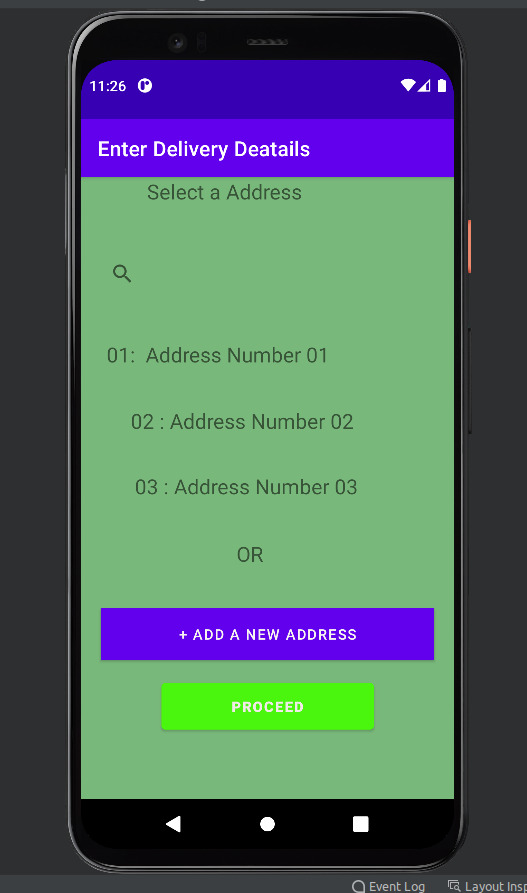 11:26
Enter Delivery Deatails
Select a Address
01:  Address Number 01
02 : Address Number 02
03 : Address Number 03
OR
+ ADD A NEW ADDRESS
PROCEED
Event Log Layout Insp